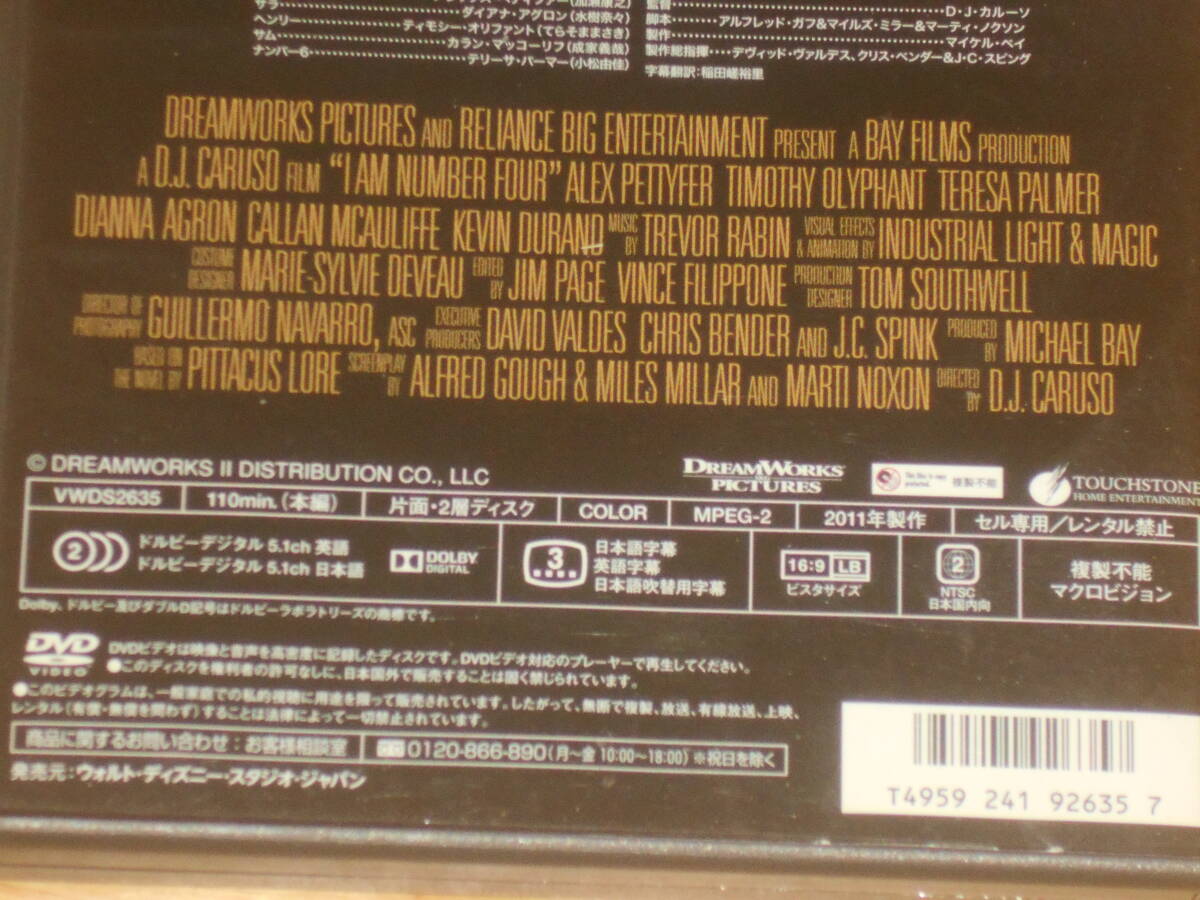 サラ
ダイアナ・アグロン(水樹奈々)
ヘンリー
ティモシー・オリファント(てらそままさき)
サム
カラン・マッコーリフ(成家義哉)
ナンバー6
テリーサ・パーマー(小松由佳)
監督
D・J・カルーソ
脚本
アルフレッド・ガフ&マイルズ・ミラー&マーティ・ノクソン
製作
マイケル・ベイ
製作総指揮
デヴィッド・ヴァルデス、クリス・ベンダー&J・C・スピンク
字幕翻訳:稲田嵯裕里
DREAMWORKS PICTURES AND RELIANCE BIG ENTERTAINMENT PRESENT A BAY FILMS PRODUCTION
A D.J. CARUSO FILM "I AM NUMBER FOUR" ALEX PETTYFER TIMOTHY OLYPHANT TERESA PALMER
DIANNA AGRON CALLAN MCAULIFFE KEVIN DURAND MUSIC BY TREVOR RABIN VISUAL EFFECTS & ANIMATION BY INDUSTRIAL LIGHT & MAGIC
COSTUME DESIGNER MARIE-SYLVIE DEVEAU EDITED BY JIM PAGE VINCE FILIPPONE PRODUCTION DESIGNER TOM SOUTHWELL
DIRECTOR OF PHOTOGRAPHY GUILLERMO NAVARRO, ASC EXECUTIVE PRODUCERS DAVID VALDES CHRIS BENDER AND J.C. SPINK PRODUCED BY MICHAEL BAY
BASED ON THE NOVEL BY PITTACUS LORE SCREENPLAY BY ALFRED GOUGH & MILES MILLAR AND MARTI NOXON DIRECTED BY D.J. CARUSO
© DREAMWORKS II DISTRIBUTION CO., LLC
DREAMWORKS PICTURES
複製不能
TOUCHSTONE HOME ENTERTAINMENT
VWDS2635 110min.(本編) 片面・2層ディスク COLOR MPEG-2 2011年製作 セル専用/レンタル禁止
2 ドルビーデジタル 5.1ch 英語
ドルビーデジタル 5.1ch 日本語
DOLBY DIGITAL
3 日本語字幕
英語字幕
日本語吹替用字幕
16:9 LB
ビスタサイズ
2
NTSC
日本国内向
複製不能
マクロビジョン
Dolby、ドルビー及びダブルD記号はドルビーラボラトリーズの商標です。
DVD VIDEO
DVDビデオは映像と音声を高密度に記録したディスクです。DVDビデオ対応のプレーヤーで再生してください。
●このディスクを権利者の許可なしに、日本国外で販売することは固く禁じられています。
●このビデオグラムは、一般家庭での私的視聴に用途を限って販売されています。したがって、無断で複製、放送、有線放送、上映、
レンタル(有償・無償を問わず)することは法律によって一切禁止されています。
商品に関するお問い合わせ:お客様相談室 0120-866-890(月~金 10:00~18:00)※祝日を除く
発売元:ウォルト・ディズニー・スタジオ・ジャパン
T4959 241 92635 7